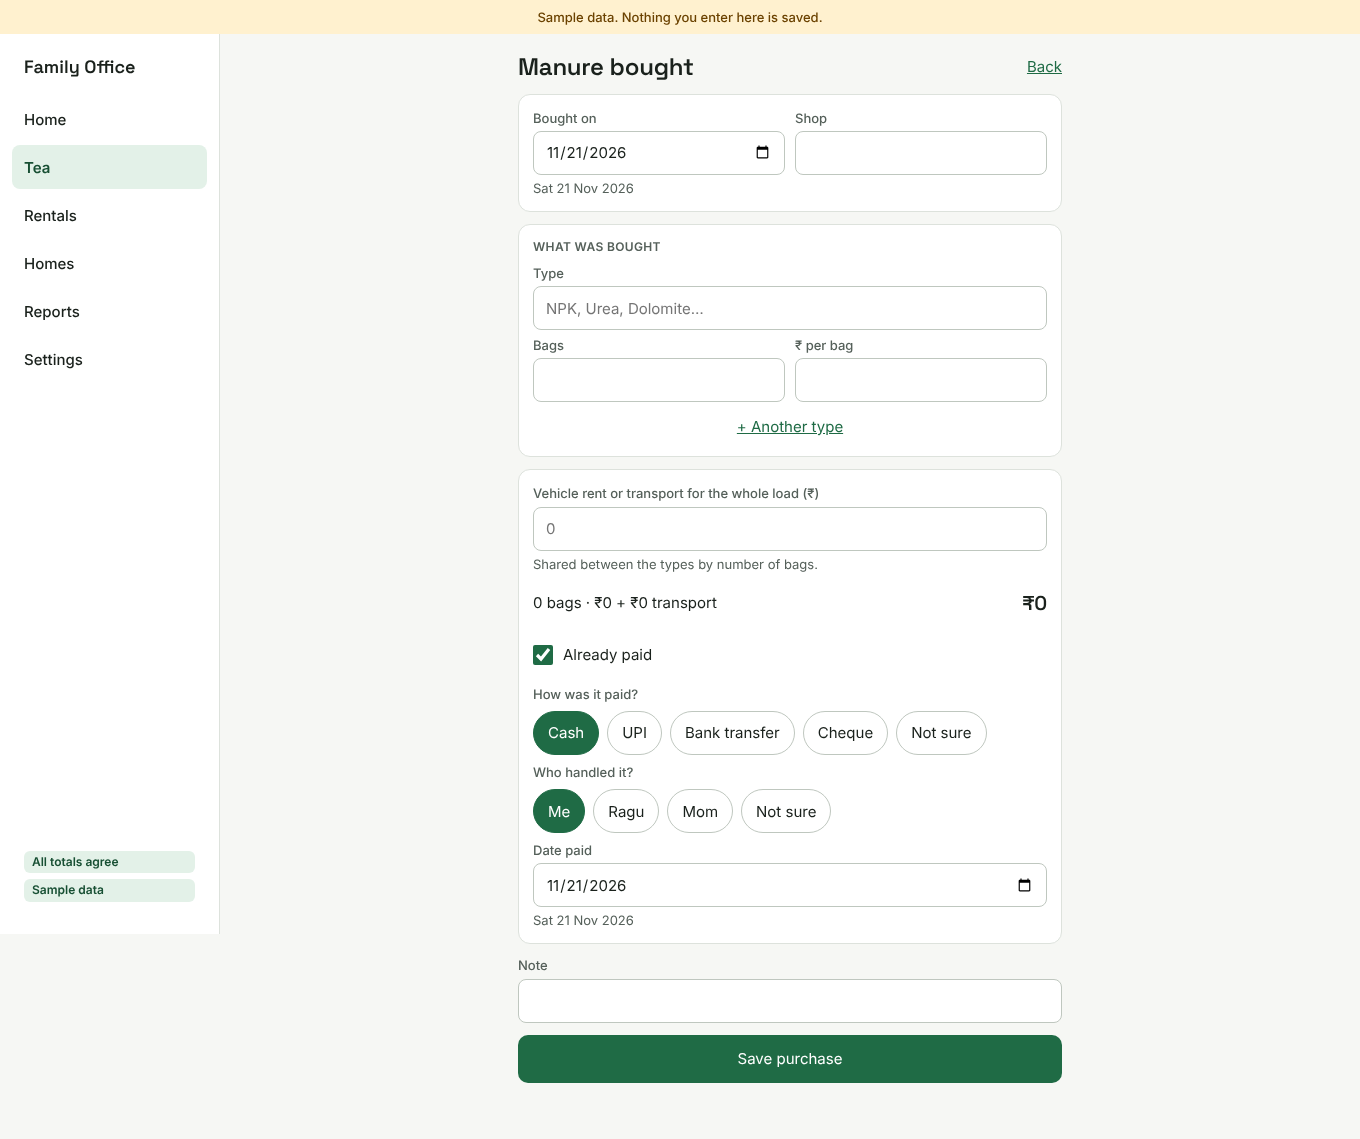 Sample data. Nothing you enter here is saved.
Family Office
Home
Tea
Rentals
Homes
Reports
Settings
All totals agree
Sample data
Manure bought
Back
Bought on
Shop
11/21/2026
Sat 21 Nov 2026
WHAT WAS BOUGHT
Type
NPK, Urea, Dolomite...
Bags
₹ per bag
+ Another type
Vehicle rent or transport for the whole load (₹)
0
Shared between the types by number of bags.
0 bags · ₹0 + ₹0 transport
₹0
Already paid
How was it paid?
Cash
UPI
Bank transfer
Cheque
Not sure
Who handled it?
Me
Ragu
Mom
Not sure
Date paid
11/21/2026
Sat 21 Nov 2026
Note
Save purchase